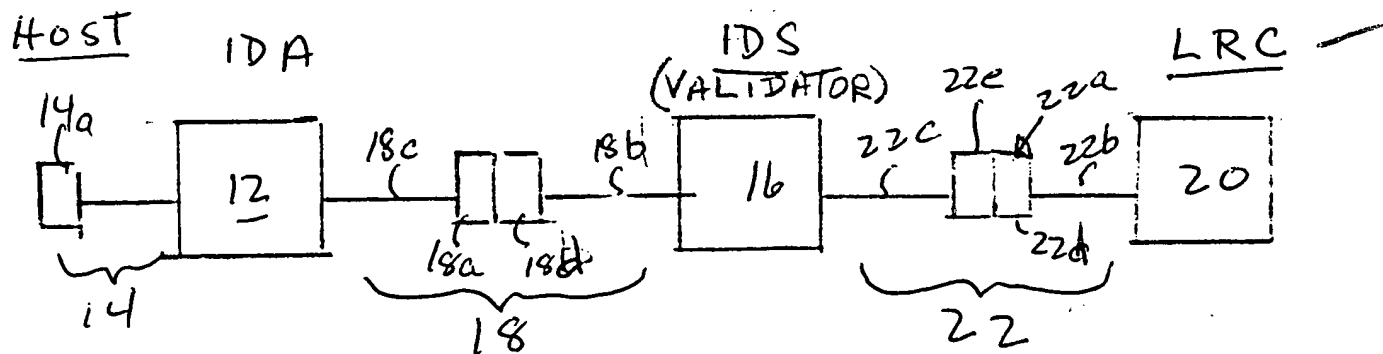 HOST IDA IDS LRC
(VALIDATOR)
14a 18c 18b 22c 22e 22a 22b
12 16 20
18a 18d 22d
14 18 22